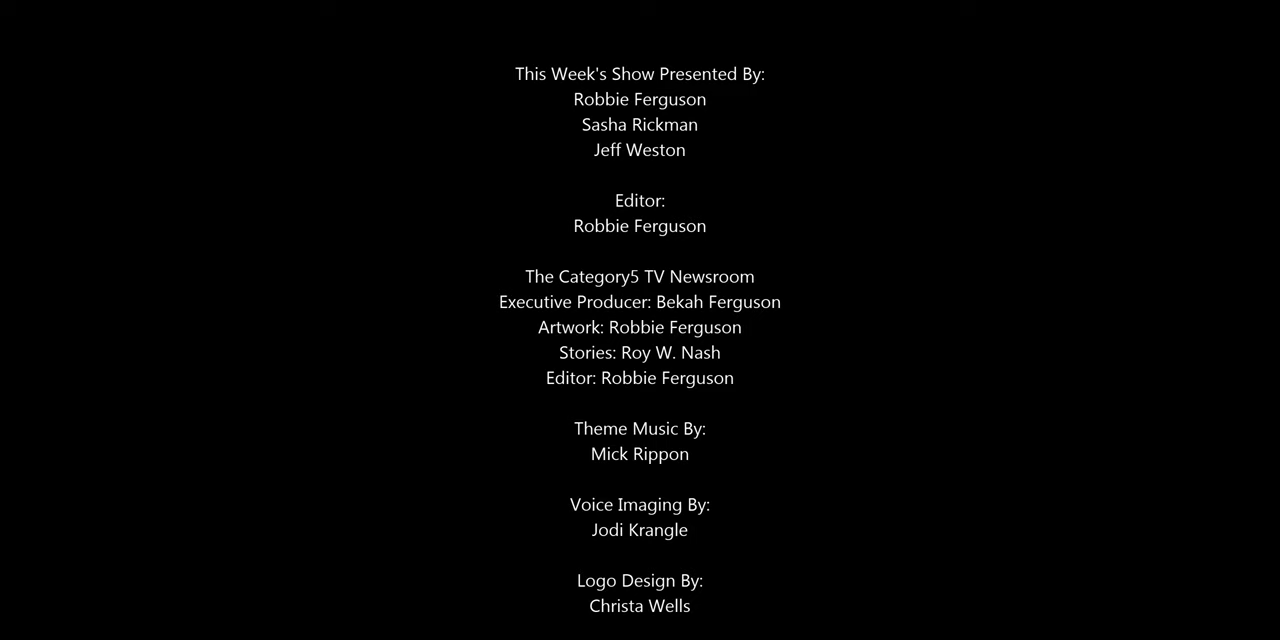 This Week's Show Presented By:
Robbie Ferguson
Sasha Rickman
Jeff Weston
Editor:
Robbie Ferguson
The Category5 TV Newsroom
Executive Producer: Bekah Ferguson
Artwork: Robbie Ferguson
Stories: Roy W. Nash
Editor: Robbie Ferguson
Theme Music By:
Mick Rippon
Voice Imaging By:
Jodi Krangle
Logo Design By:
Christa Wells